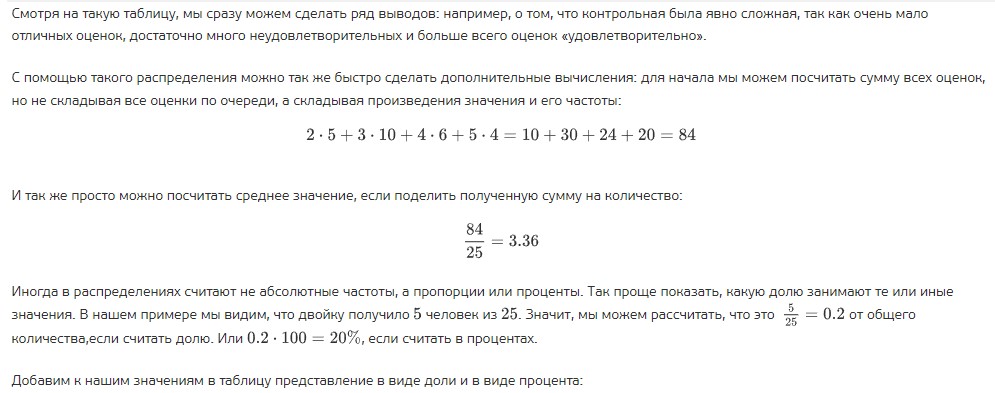 Смотря на такую таблицу, мы сразу можем сделать ряд выводов: например, о том, что контрольная была явно сложная, так как очень мало
отличных оценок, достаточно много неудовлетворительных и больше всего оценок «удовлетворительно».
С помощью такого распределения можно так же быстро сделать дополнительные вычисления: для начала мы можем посчитать сумму всех оценок,
но не складывая все оценки по очереди, а складывая произведения значения и его частоты:
2 · 5 + 3 · 10 + 4 · 6 + 5 · 4 = 10 + 30 + 24 + 20 = 84
И так же просто можно посчитать среднее значение, если поделить полученную сумму на количество:
84/25 = 3.36
Иногда в распределениях считают не абсолютные частоты, а пропорции или проценты. Так проще показать, какую долю занимают те или иные
значения. В нашем примере мы видим, что двойку получило 5 человек из 25. Значит, мы можем рассчитать, что это 5/25 = 0.2 от общего
количества,если считать долю. Или 0.2 · 100 = 20%, если считать в процентах.
Добавим к нашим значениям в таблицу представление в виде доли и в виде процента: